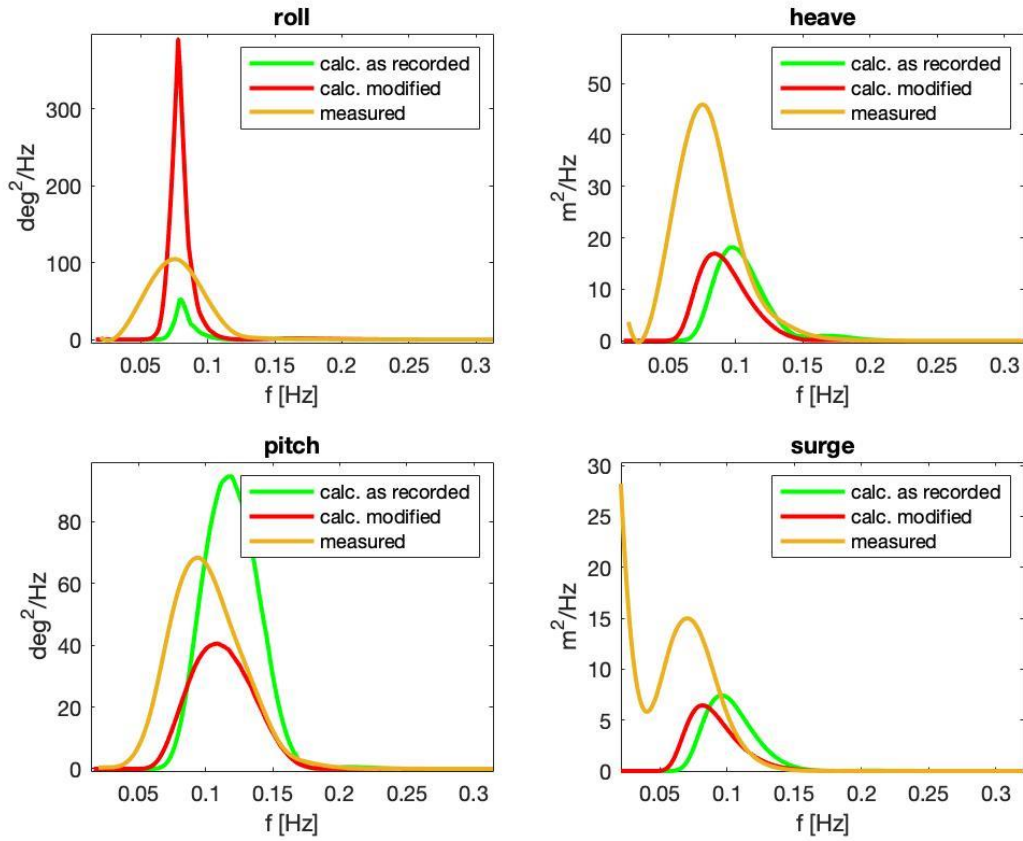 roll
calc. as recorded
calc. modified
measured
deg²/Hz
300
200
100
0
0.05 0.1 0.15 0.2 0.25 0.3
f [Hz]
heave
calc. as recorded
calc. modified
measured
m²/Hz
50
40
30
20
10
0
0.05 0.1 0.15 0.2 0.25 0.3
f [Hz]
pitch
calc. as recorded
calc. modified
measured
deg²/Hz
80
60
40
20
0
0.05 0.1 0.15 0.2 0.25 0.3
f [Hz]
surge
calc. as recorded
calc. modified
measured
m²/Hz
30
25
20
15
10
5
0
0.05 0.1 0.15 0.2 0.25 0.3
f [Hz]